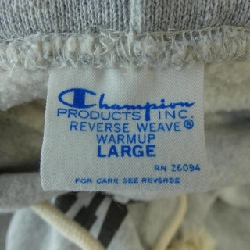 Champion
PRODUCTS INC.
REVERSE WEAVE®
WARMUP
LARGE
RN 26094
FOR CARE SEE REVERSE